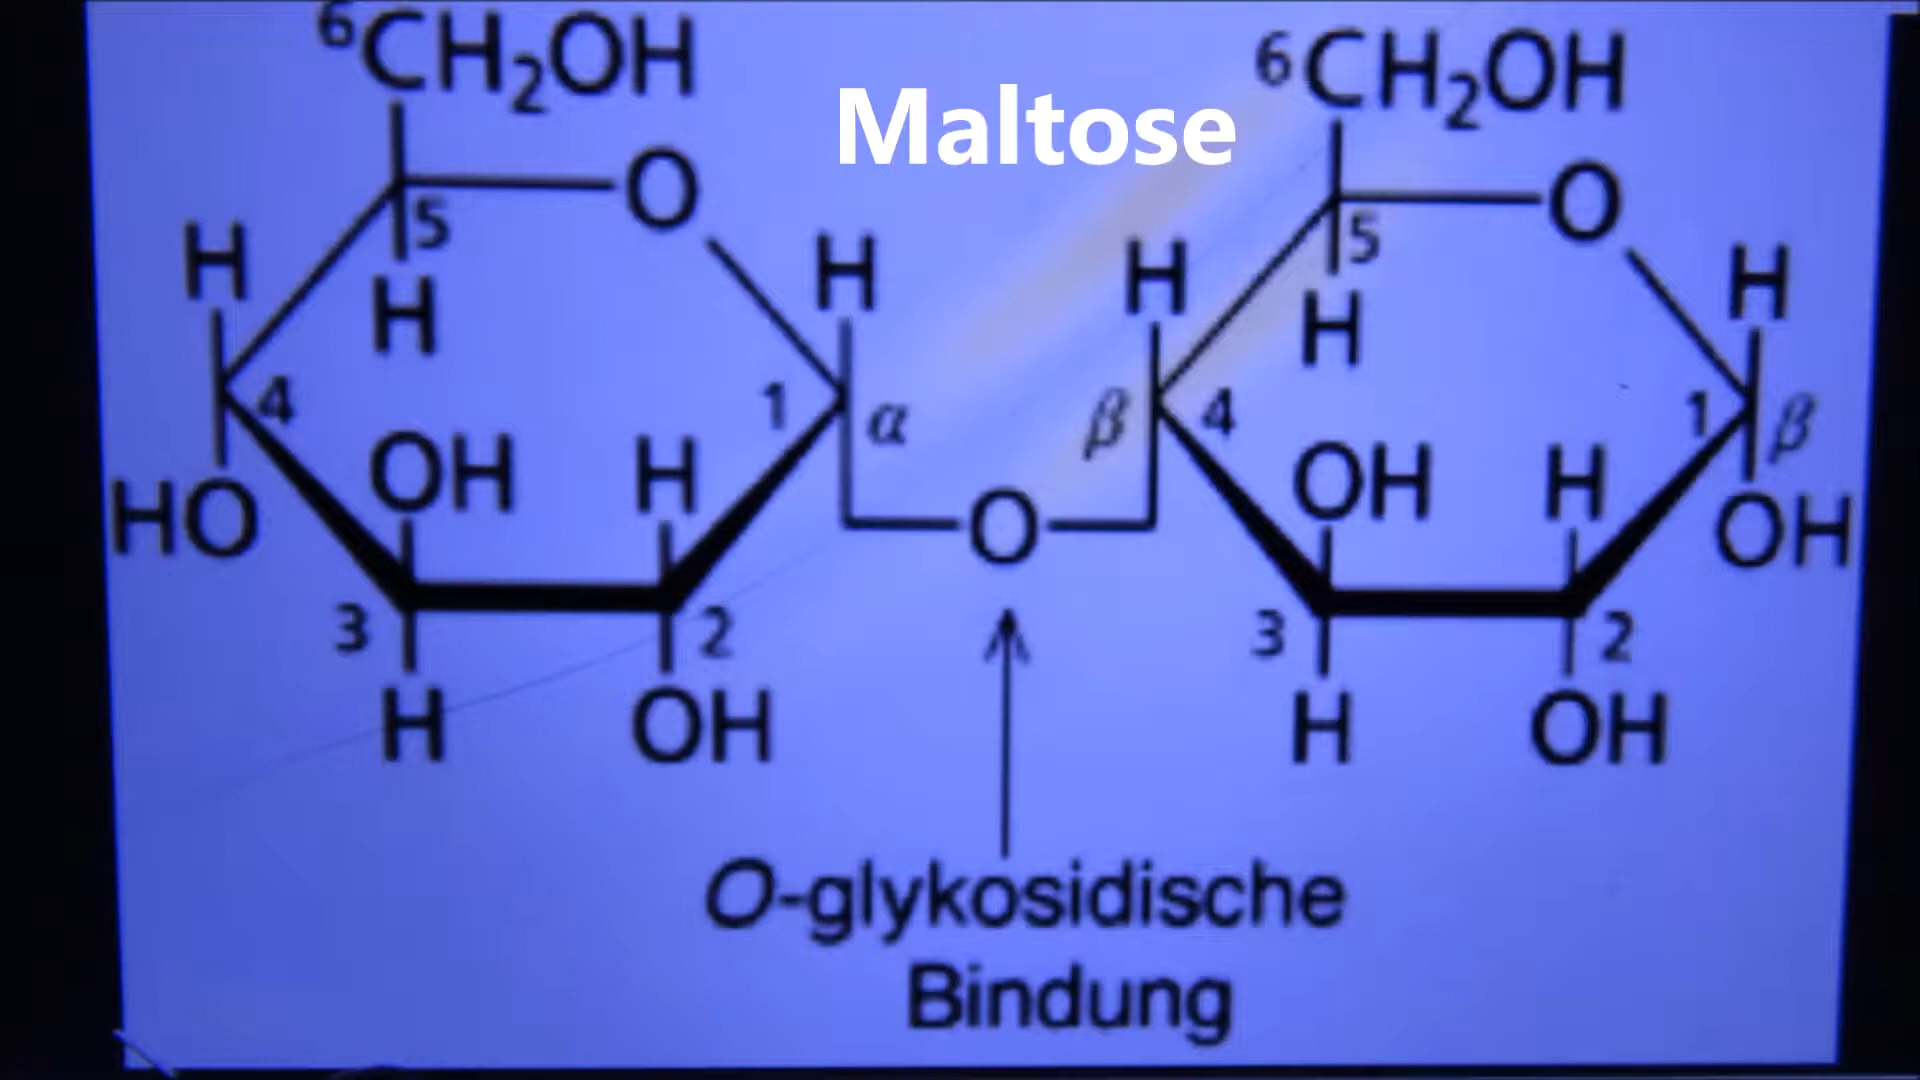 ⁶CH₂OH
Maltose
⁶CH₂OH
O
O
5
5
H
H
H
H
H
H
4
1
α
β
4
1
β
OH
H
OH
H
HO
O
OH
3
2
3
2
H
OH
H
OH
O-glykosidische
Bindung